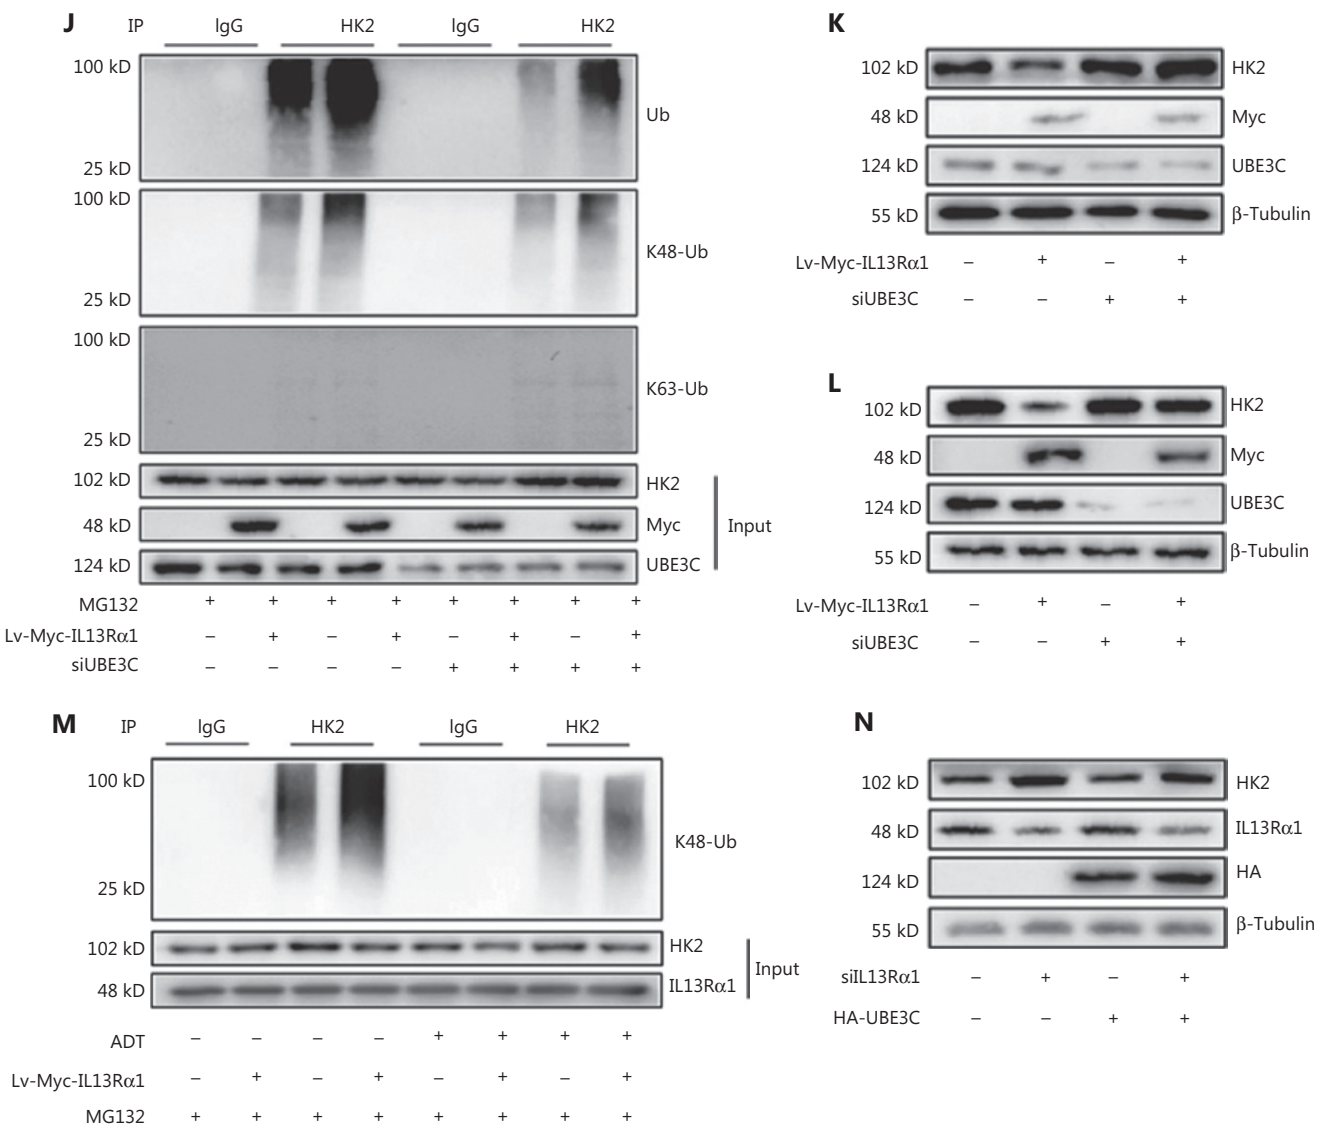 J
IP IgG HK2 IgG HK2
100 kD
Ub
25 kD
100 kD
K48-Ub
25 kD
100 kD
K63-Ub
25 kD
102 kD HK2
48 kD Myc Input
124 kD UBE3C
MG132 + + + + + + + +
Lv-Myc-IL13Rα1 – + – + – + – +
siUBE3C – – – – + + + +
K
102 kD HK2
48 kD Myc
124 kD UBE3C
55 kD β-Tubulin
Lv-Myc-IL13Rα1 – + – +
siUBE3C – – + +
L
102 kD HK2
48 kD Myc
124 kD UBE3C
55 kD β-Tubulin
Lv-Myc-IL13Rα1 – + – +
siUBE3C – – + +
M
IP IgG HK2 IgG HK2
100 kD
K48-Ub
25 kD
102 kD HK2
Input
48 kD IL13Rα1
ADT – – – – + + + +
Lv-Myc-IL13Rα1 – + – + – + – +
MG132 + + + + + + + +
N
102 kD HK2
48 kD IL13Rα1
124 kD HA
55 kD β-Tubulin
siIL13Rα1 – + – +
HA-UBE3C – – + +